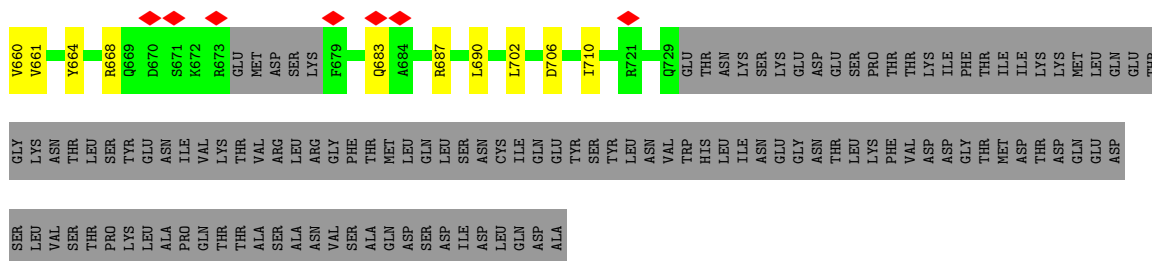 V660 V661 Y664 R668 Q669 D670 S671 K672 R673 GLU MET ASP SER LYS F679 Q683 A684 R687 L690 L702 D706 I710 R721 Q729 GLU THR ASN LYS SER LYS GLU ASP GLU SER PRO THR THR LYS ILE PHE THR ILE ILE LYS LYS MET LEU GLN GLU THR
GLY LYS ASN THR LEU SER TYR GLU ASN ILE VAL LYS THR VAL ARG LEU ARG GLY PHE THR MET LEU GLN LEU SER ASN CYS ILE GLN GLU TYR SER TYR LEU ASN VAL TRP HIS LEU ILE ASN GLU GLY ASN THR LEU LYS PHE VAL ASP ASP GLY THR MET ASP THR ASP GLN GLU ASP
SER LEU VAL SER THR PRO LYS LEU ALA PRO GLN THR THR ALA SER ALA ASN VAL SER ALA GLN ASP SER ASP ILE ASP LEU GLN ASP ALA